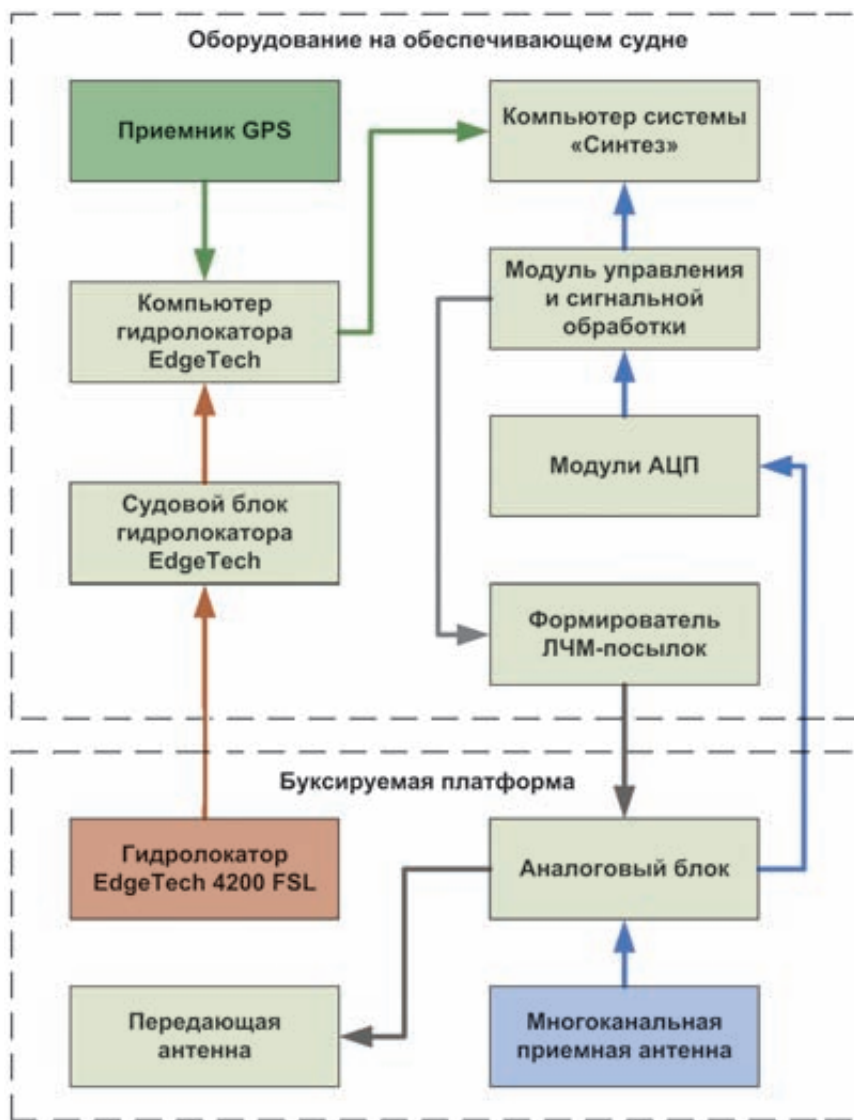 Оборудование на обеспечивающем судне
Приемник GPS
Компьютер системы
«Синтез»
Компьютер
гидролокатора
EdgeTech
Модуль управления
и сигнальной
обработки
Модули АЦП
Судовой блок
гидролокатора
EdgeTech
Формирователь
ЛЧМ-посылок
Буксируемая платформа
Гидролокатор
EdgeTech 4200 FSL
Аналоговый блок
Передающая
антенна
Многоканальная
приемная антенна